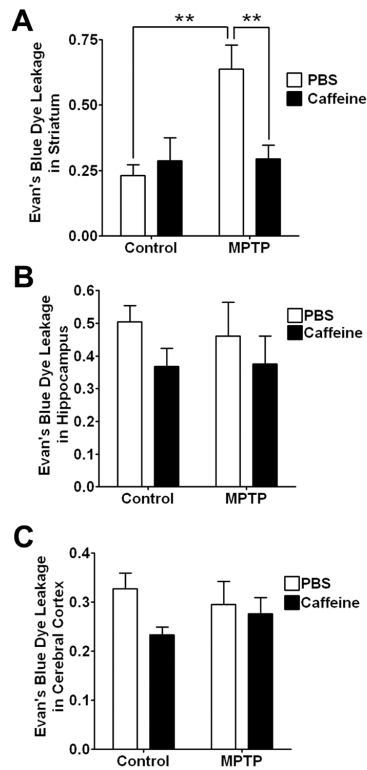 A
** **
Evan's Blue Dye Leakage
in Striatum
0.75
0.50
0.25
0.00
PBS
Caffeine
Control MPTP
B
Evan's Blue Dye Leakage
in Hippocampus
0.6
0.5
0.4
0.3
0.2
0.1
0.0
PBS
Caffeine
Control MPTP
C
Evan's Blue Dye Leakage
in Cerebral Cortex
0.4
0.3
0.2
0.1
0.0
PBS
Caffeine
Control MPTP